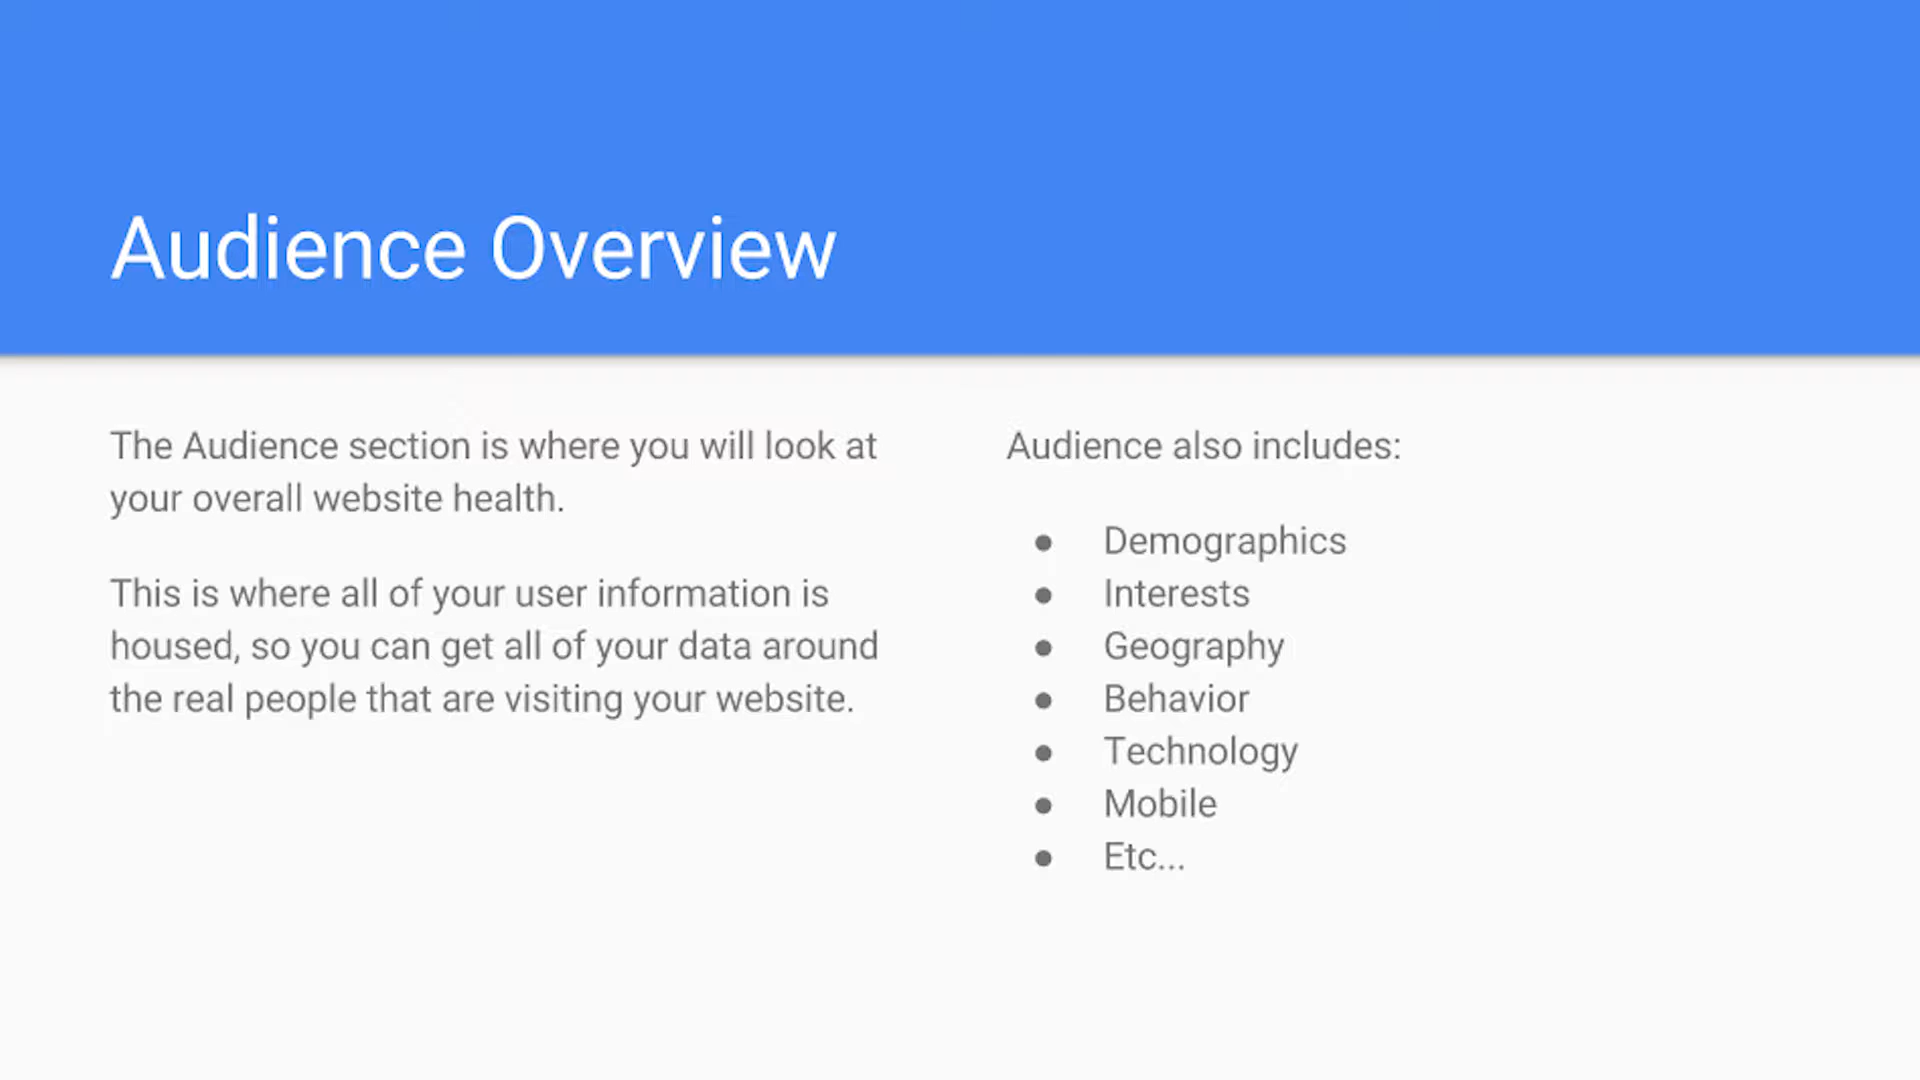 Audience Overview
The Audience section is where you will look at
your overall website health.
This is where all of your user information is
housed, so you can get all of your data around
the real people that are visiting your website.
Audience also includes:
● Demographics
● Interests
● Geography
● Behavior
● Technology
● Mobile
● Etc...